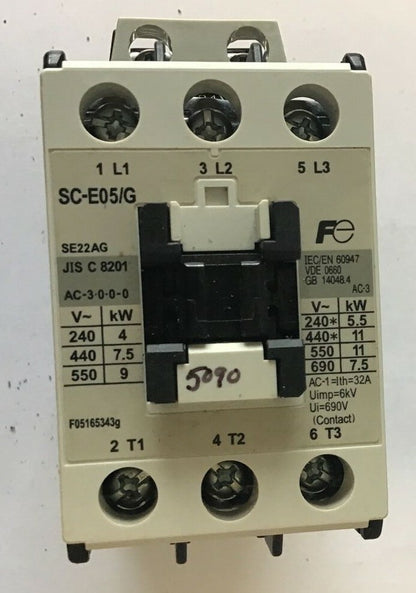 1 L1 3 L2 5 L3
SC-E05/G
Fe
SE22AG
JIS C 8201
AC-3-0-0-0
V~ kW
240 4
440 7.5
550 9
F05165343g
IEC/EN 60947
VDE 0660
GB 14048.4
AC-3
V~ kW
240* 5.5
440* 11
550 11
690 7.5
AC-1=Ith=32A
Uimp=6kV
Ui=690V
(Contact)
5090
2 T1 4 T2 6 T3